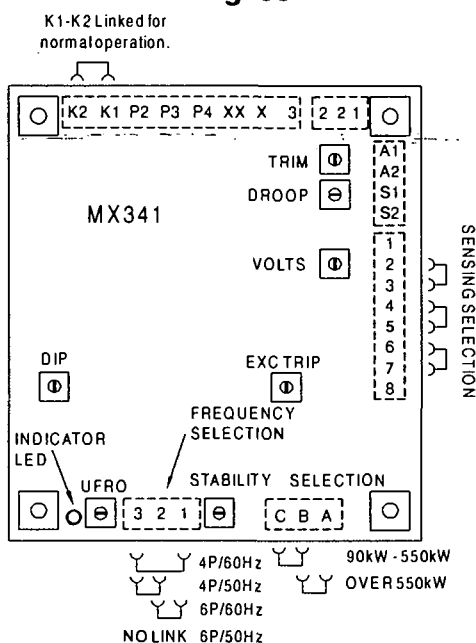 K1-K2 Linked for
normal operation.
K2 K1 P2 P3 P4 XX X 3 2 2 1
TRIM
DROOP
MX341
VOLTS
A1
A2
S1
S2
1
2
3
4
5
6
7
8
SENSING SELECTION
DIP
EXC TRIP
FREQUENCY
SELECTION
INDICATOR
LED
UFRO
STABILITY SELECTION
3 2 1
C B A
4P/60Hz
4P/50Hz
6P/60Hz
NO LINK 6P/50Hz
90kW - 550kW
OVER 550kW